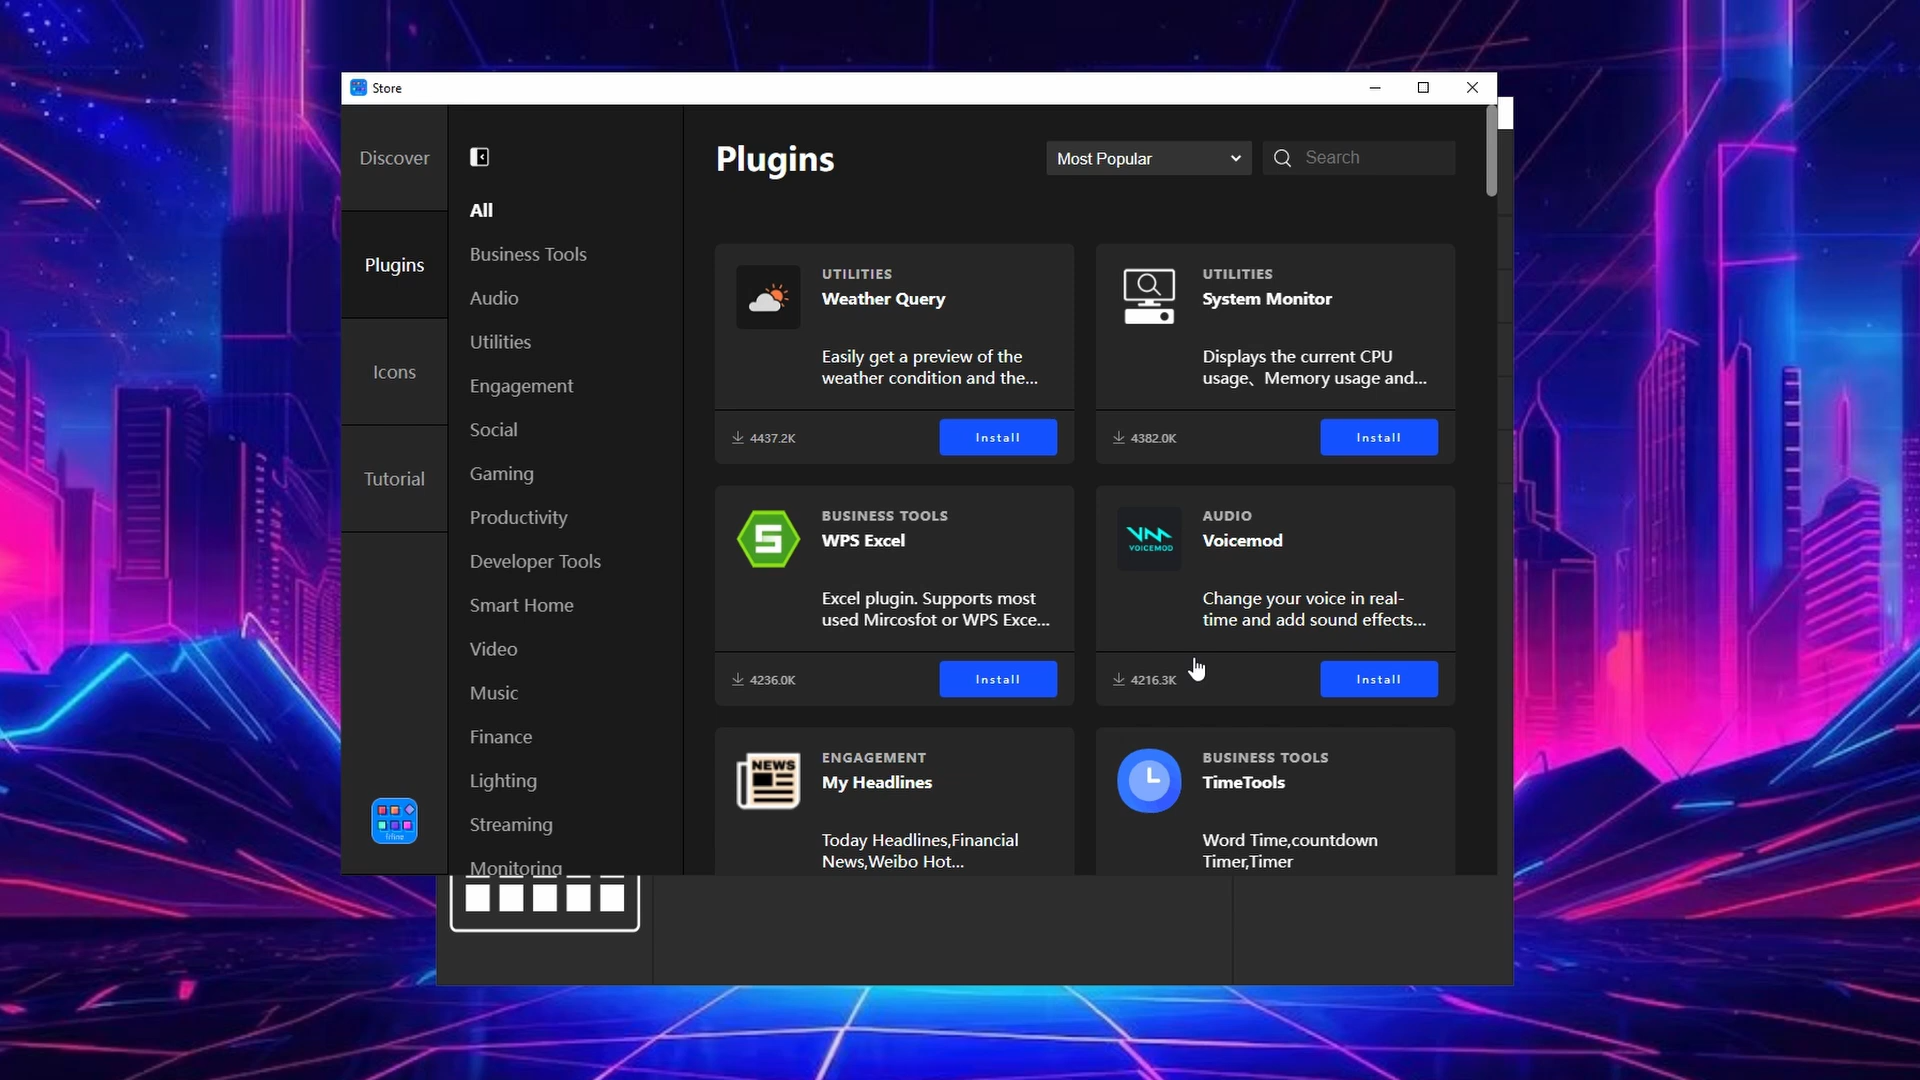 Store
Discover
Plugins
Icons
Tutorial
fifine
All
Business Tools
Audio
Utilities
Engagement
Social
Gaming
Productivity
Developer Tools
Smart Home
Video
Music
Finance
Lighting
Streaming
Monitoring
Plugins
Most Popular
Search
UTILITIES
Weather Query
Easily get a preview of the
weather condition and the...
4437.2K
Install
UTILITIES
System Monitor
Displays the current CPU
usage、Memory usage and...
4382.0K
Install
BUSINESS TOOLS
WPS Excel
Excel plugin. Supports most
used Mircosfot or WPS Exce...
4236.0K
Install
VOICEMOD
AUDIO
Voicemod
Change your voice in real-
time and add sound effects...
4216.3K
Install
NEWS
ENGAGEMENT
My Headlines
Today Headlines,Financial
News,Weibo Hot...
BUSINESS TOOLS
TimeTools
Word Time,countdown
Timer,Timer